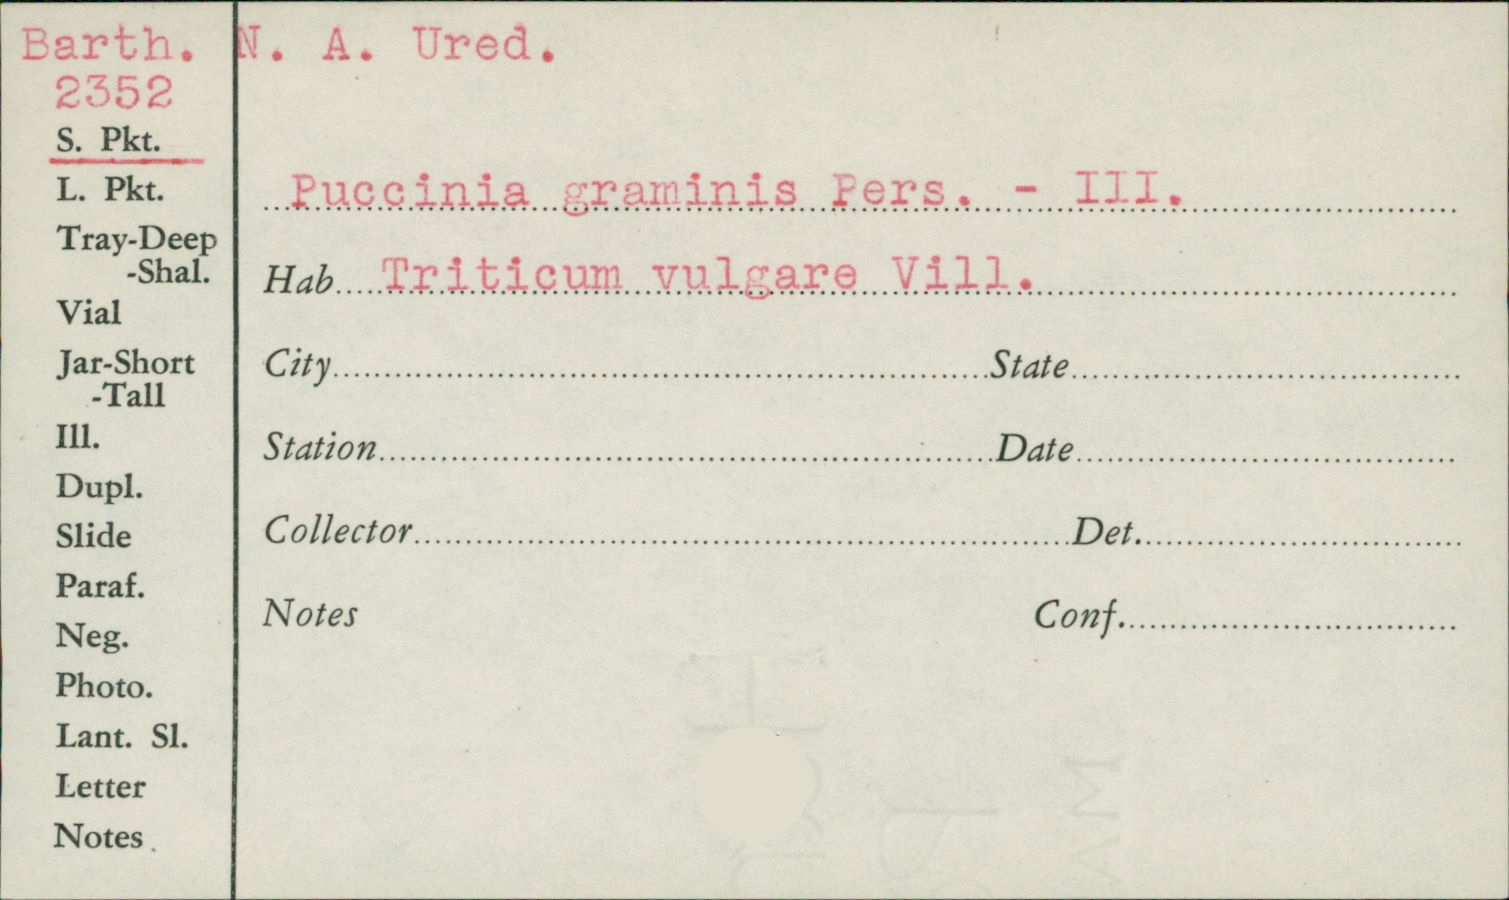 Barth. N. A. Ured.
2352
S. Pkt.
L. Pkt.
Tray-Deep
-Shal.
Vial
Jar-Short
-Tall
Ill.
Dupl.
Slide
Paraf.
Neg.
Photo.
Lant. Sl.
Letter
Notes
Puccinia graminis Pers. - III.
Hab Triticum vulgare Vill.
City State
Station Date
Collector Det.
Notes Conf.